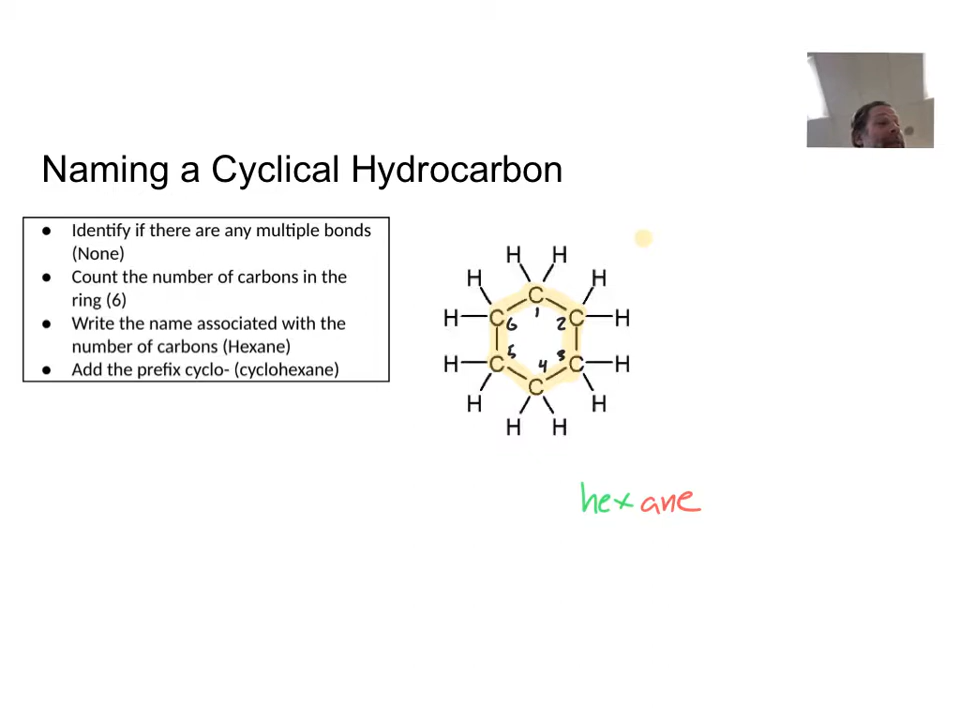 Naming a Cyclical Hydrocarbon
● Identify if there are any multiple bonds
(None)
● Count the number of carbons in the
ring (6)
● Write the name associated with the
number of carbons (Hexane)
● Add the prefix cyclo- (cyclohexane)
H H
H C H
H C 6 1 2 C H
H C 5 4 3 C H
H C H
H H
hexane